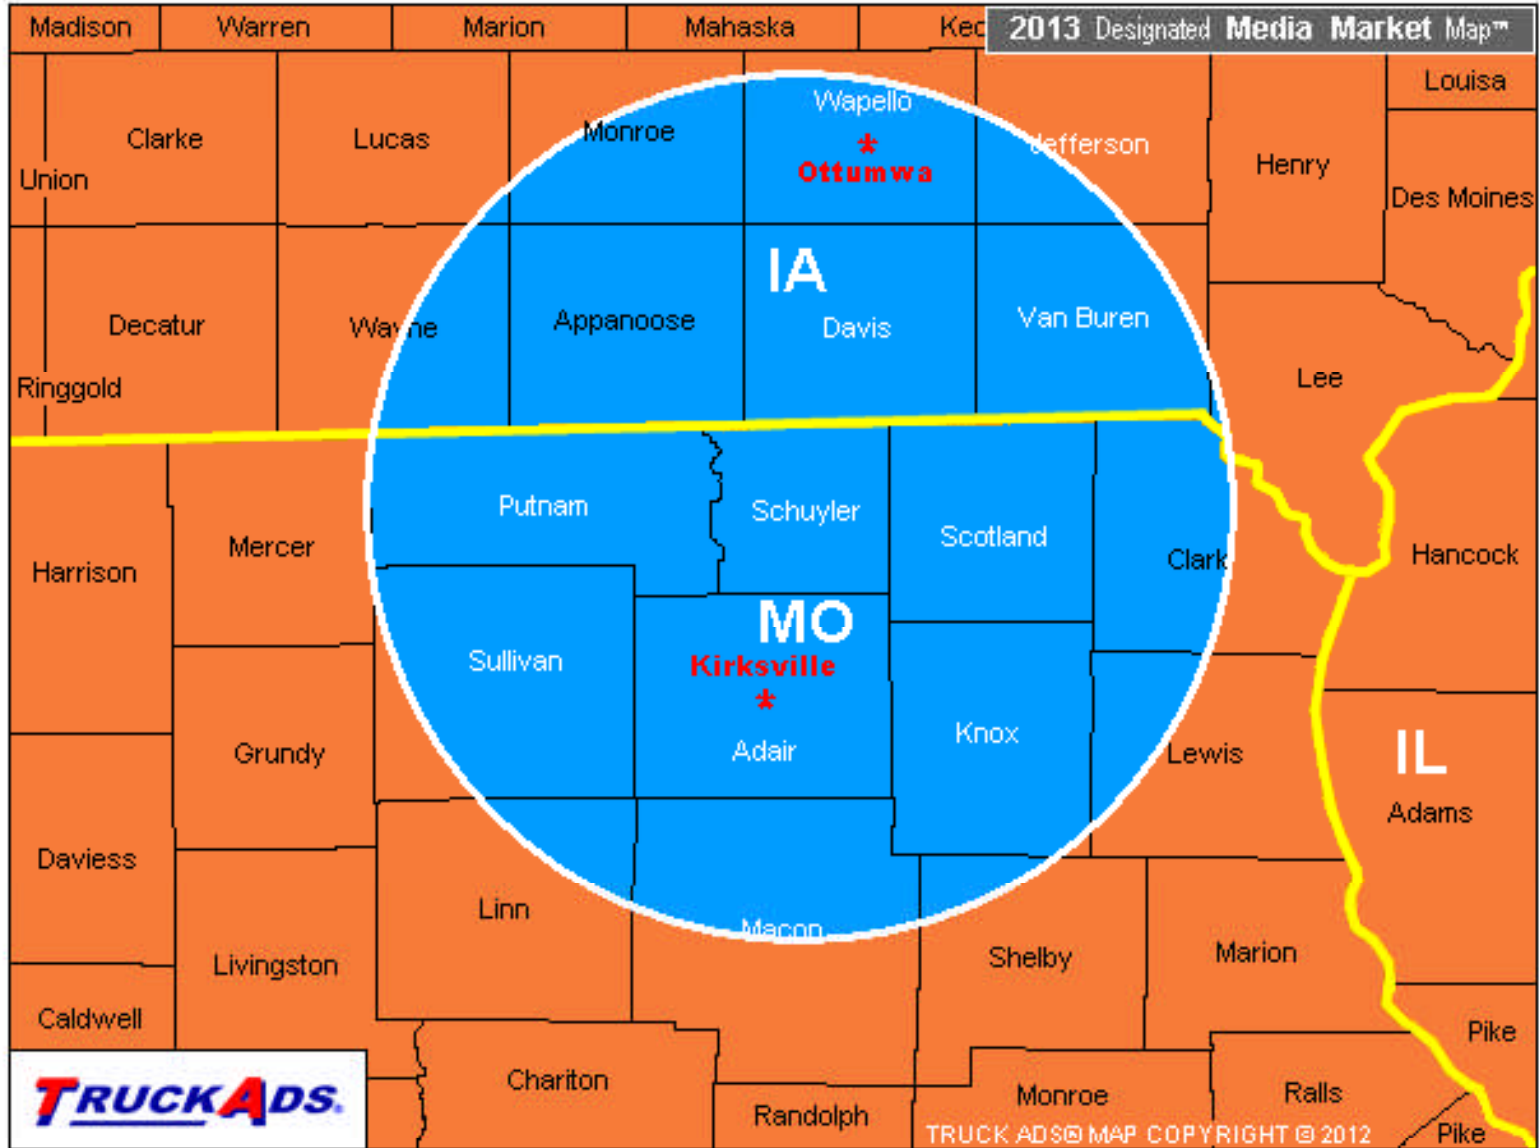 Madison Warren Marion Mahaska Keo 2013 Designated Media Market Map™
Louisa
Wapello
Clarke Lucas Monroe Jefferson
Henry
Ottumwa
Union
Des Moines
IA
Decatur Wayne Appanoose Davis Van Buren
Ringgold Lee
Putnam Schuyler
Scotland
Harrison Mercer Clark Hancock
MO
Sullivan Kirksville
Grundy Adair Knox Lewis IL
Adams
Daviess
Linn
Macon
Livingston Shelby Marion
Caldwell
Pike
TRUCKADS. Chariton Monroe Ralls
Randolph
TRUCK ADS® MAP COPYRIGHT © 2012 Pike